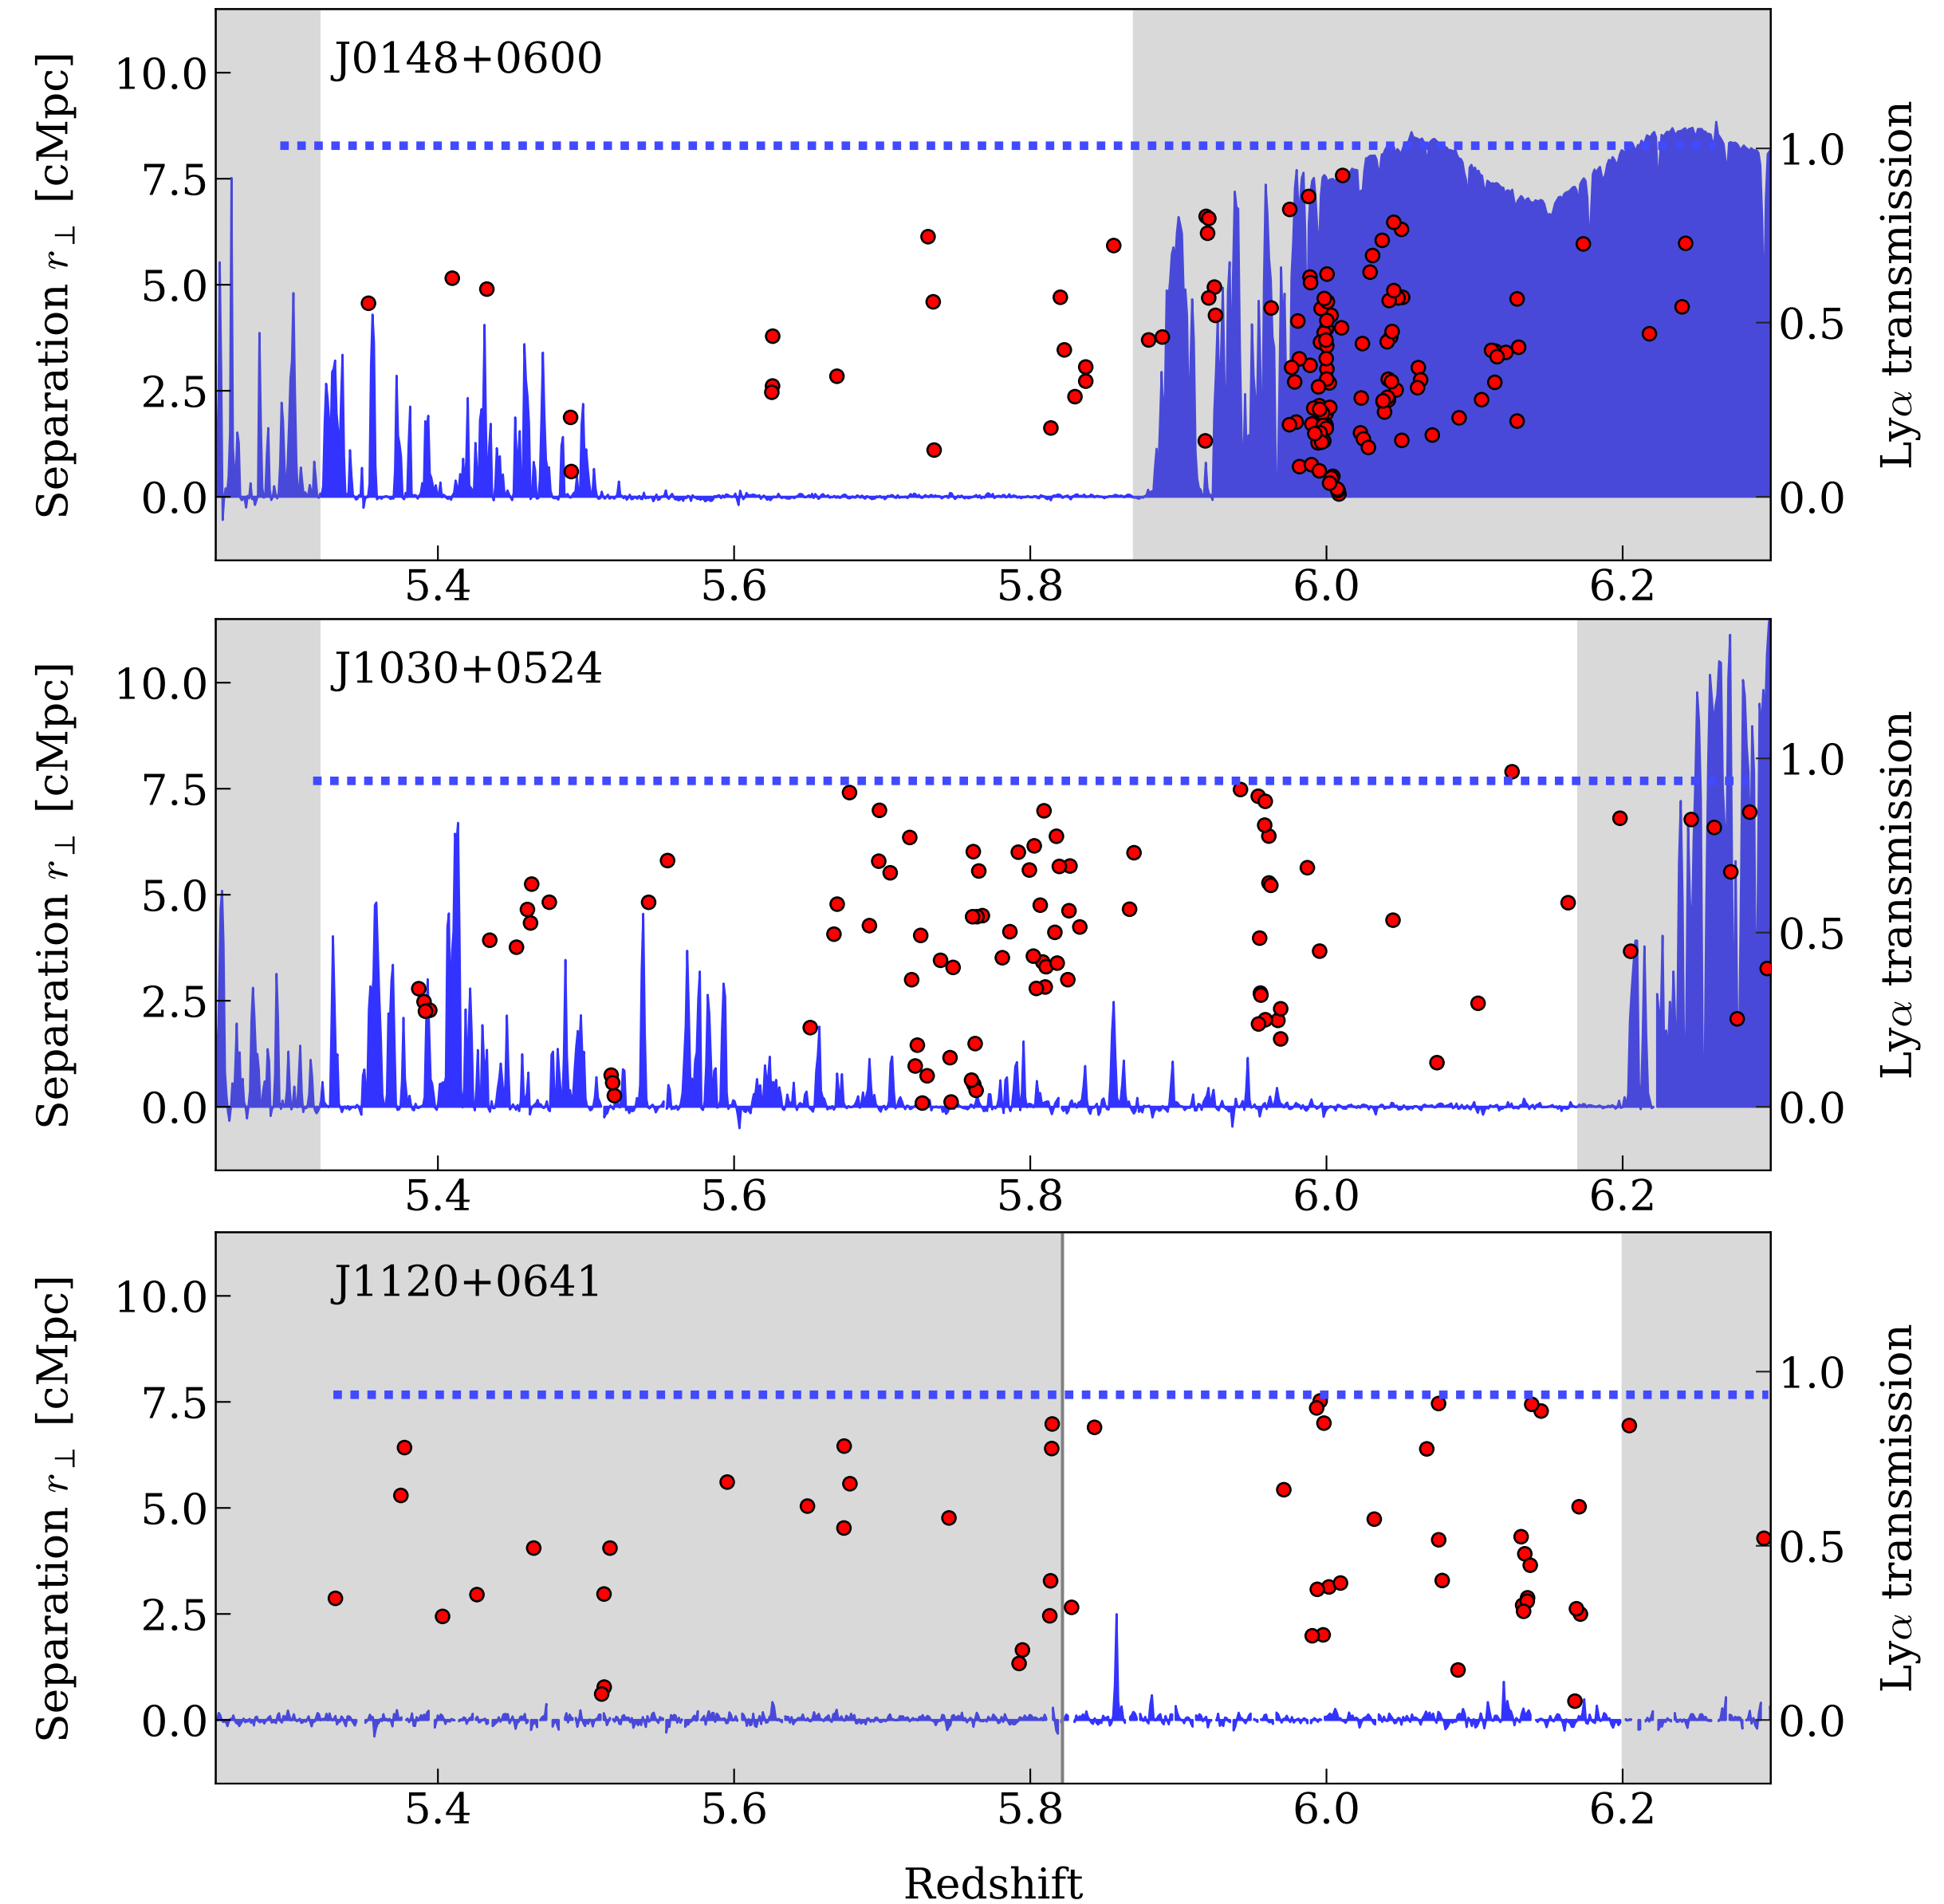 J0148+0600
10.0
7.5
5.0
2.5
0.0
Separation r⊥ [cMpc]
1.0
0.5
0.0
Lyα transmission
5.4 5.6 5.8 6.0 6.2
J1030+0524
10.0
7.5
5.0
2.5
0.0
Separation r⊥ [cMpc]
1.0
0.5
0.0
Lyα transmission
5.4 5.6 5.8 6.0 6.2
J1120+0641
10.0
7.5
5.0
2.5
0.0
Separation r⊥ [cMpc]
1.0
0.5
0.0
Lyα transmission
5.4 5.6 5.8 6.0 6.2
Redshift